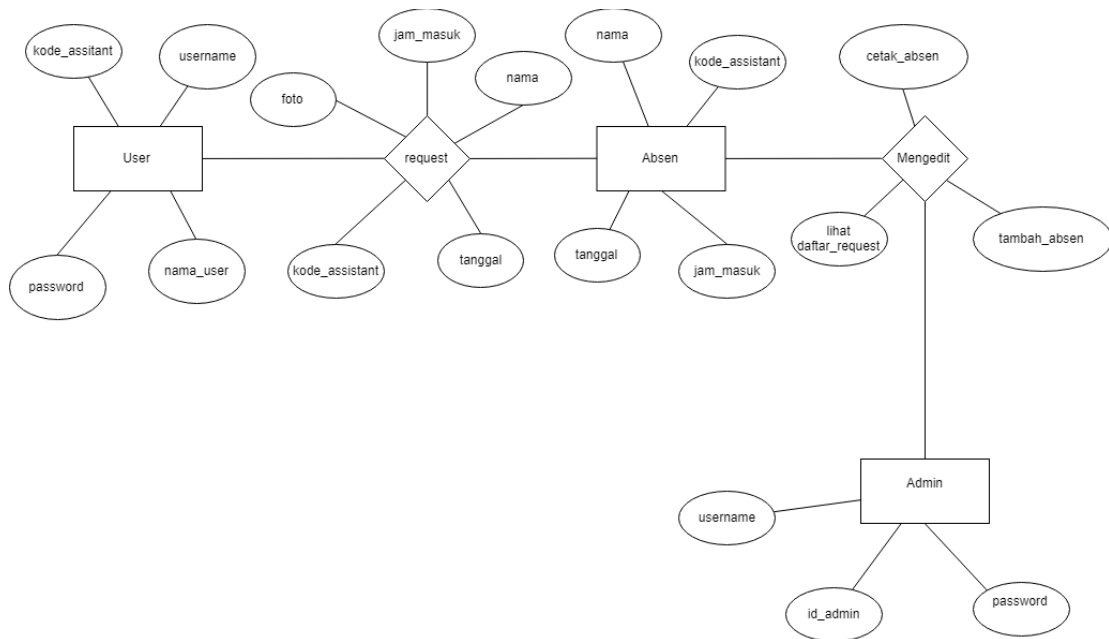 kode_assitant
username
User
password
nama_user
jam_masuk
nama
foto
request
kode_assistant
tanggal
nama
kode_assistant
Absen
tanggal
jam_masuk
cetak_absen
Mengedit
lihat
daftar_request
tambah_absen
Admin
username
id_admin
password